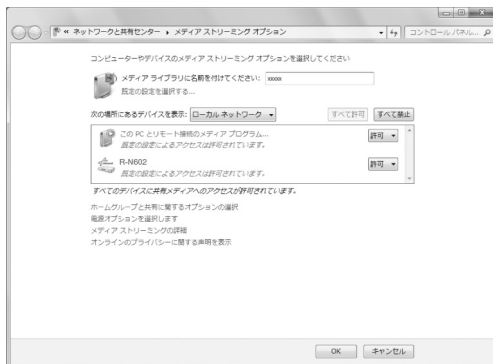 « ネットワークと共有センター ▸ メディア ストリーミング オプション
コントロール パネル...
コンピューターやデバイスのメディア ストリーミング オプションを選択してください
メディア ライブラリに名前を付けてください: xxxxx
既定の設定を選択する...
次の場所にあるデバイスを表示: ローカル ネットワーク
すべて許可 すべて禁止
この PC とリモート接続のメディア プログラム...
既定の設定によるアクセスは許可されています。
許可
R-N602
既定の設定によるアクセスは許可されています。
許可
すべてのデバイスに共有メディアへのアクセスが許可されています。
ホームグループと共有に関するオプションの選択
電源オプションを選択します
メディア ストリーミングの詳細
オンラインのプライバシーに関する声明を表示
OK キャンセル